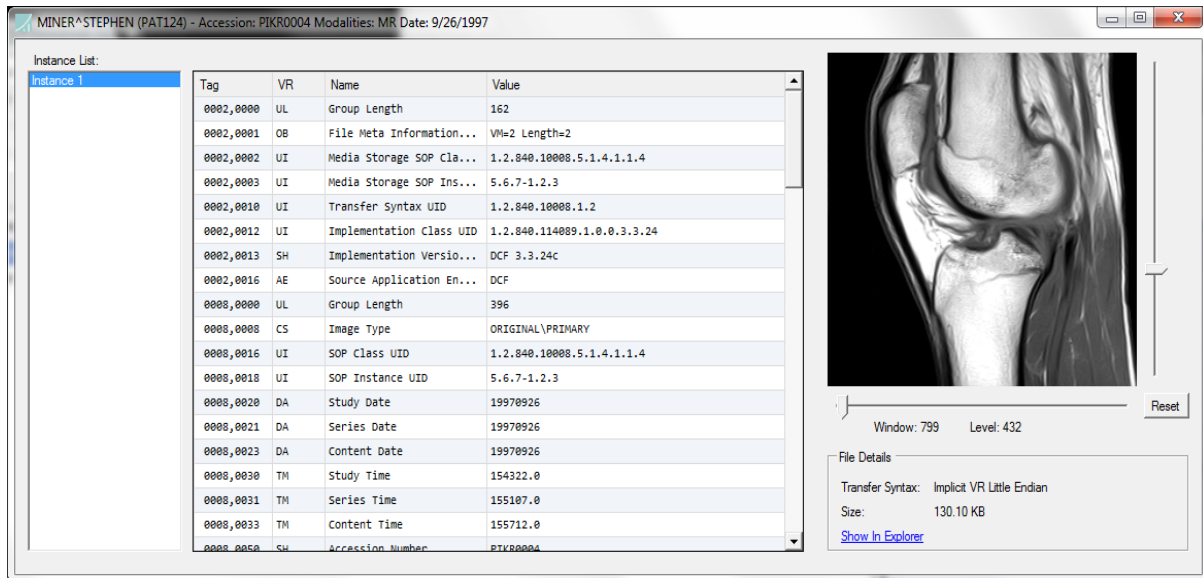 MINER^STEPHEN (PAT124) - Accession: PIKR0004 Modalities: MR Date: 9/26/1997
Instance List:
Instance 1
Tag VR Name Value
0002,0000 UL Group Length 162
0002,0001 OB File Meta Information... VM=2 Length=2
0002,0002 UI Media Storage SOP Cla... 1.2.840.10008.5.1.4.1.1.4
0002,0003 UI Media Storage SOP Ins... 5.6.7-1.2.3
0002,0010 UI Transfer Syntax UID 1.2.840.10008.1.2
0002,0012 UI Implementation Class UID 1.2.840.114089.1.0.0.3.3.24
0002,0013 SH Implementation Versio... DCF 3.3.24c
0002,0016 AE Source Application En... DCF
0008,0000 UL Group Length 396
0008,0008 CS Image Type ORIGINAL\PRIMARY
0008,0016 UI SOP Class UID 1.2.840.10008.5.1.4.1.1.4
0008,0018 UI SOP Instance UID 5.6.7-1.2.3
0008,0020 DA Study Date 19970926
0008,0021 DA Series Date 19970926
0008,0023 DA Content Date 19970926
0008,0030 TM Study Time 154322.0
0008,0031 TM Series Time 155107.0
0008,0033 TM Content Time 155712.0
0008,0050 SH Accession Number PIKR0004
Reset
Window: 799 Level: 432
File Details
Transfer Syntax: Implicit VR Little Endian
Size: 130.10 KB
Show In Explorer